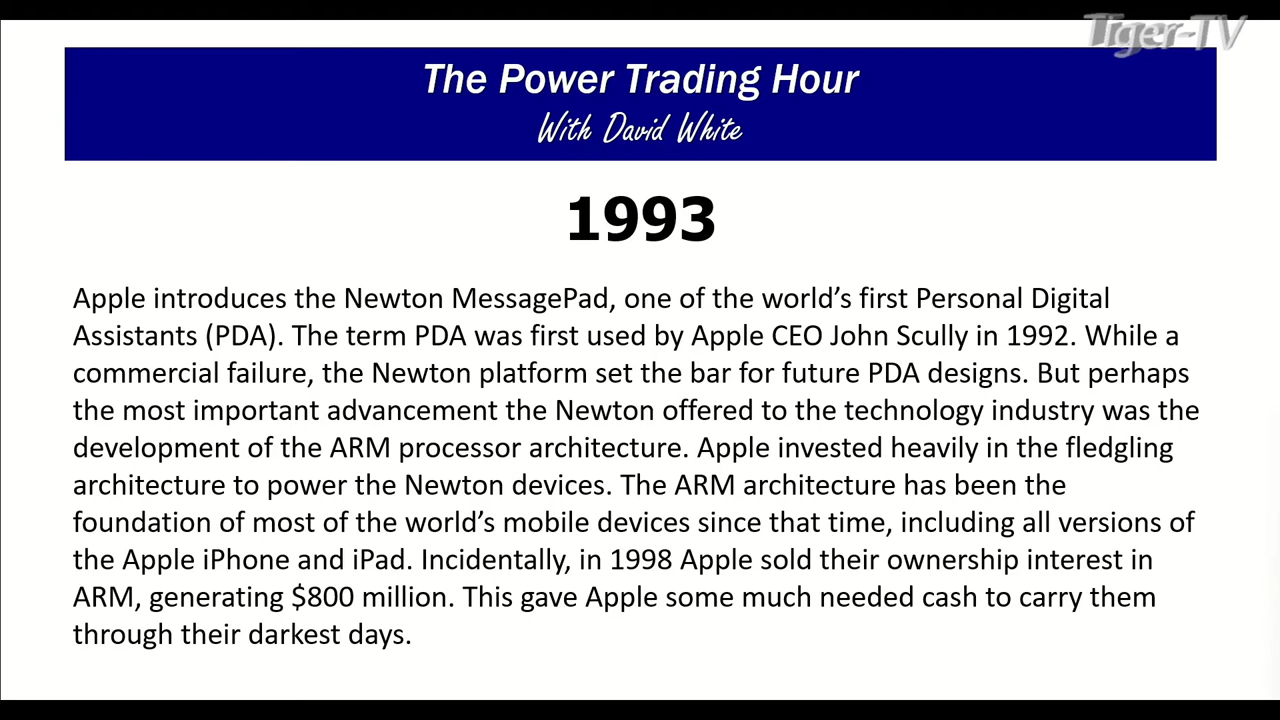 Tiger-TV
The Power Trading Hour
With David White
1993
Apple introduces the Newton MessagePad, one of the world’s first Personal Digital
Assistants (PDA). The term PDA was first used by Apple CEO John Scully in 1992. While a
commercial failure, the Newton platform set the bar for future PDA designs. But perhaps
the most important advancement the Newton offered to the technology industry was the
development of the ARM processor architecture. Apple invested heavily in the fledgling
architecture to power the Newton devices. The ARM architecture has been the
foundation of most of the world’s mobile devices since that time, including all versions of
the Apple iPhone and iPad. Incidentally, in 1998 Apple sold their ownership interest in
ARM, generating $800 million. This gave Apple some much needed cash to carry them
through their darkest days.